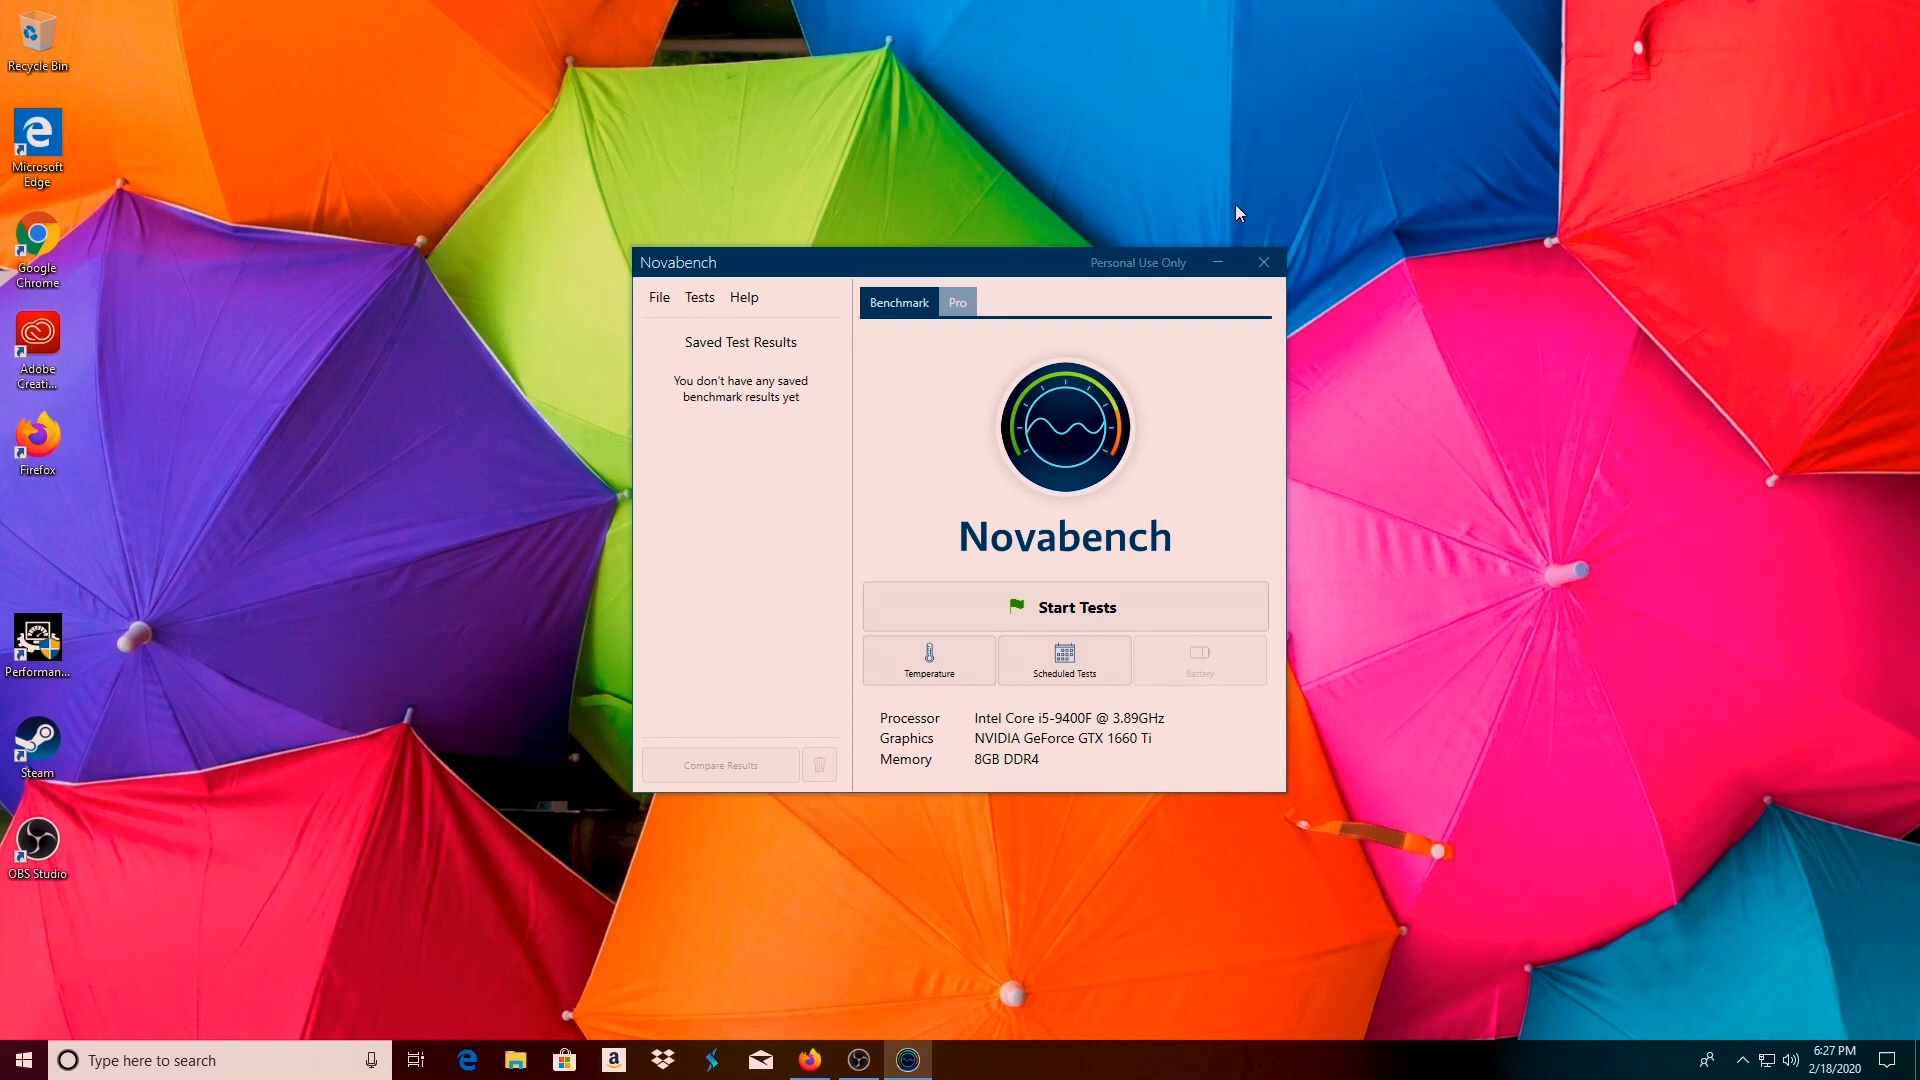 Recycle Bin
Microsoft
Edge
Google
Chrome
Adobe
Creati...
Firefox
Performan...
Steam
OBS Studio
Novabench
Personal Use Only
File Tests Help
Saved Test Results
You don't have any saved
benchmark results yet
Compare Results
Benchmark Pro
Novabench
Start Tests
Temperature
Scheduled Tests
Battery
Processor Intel Core i5-9400F @ 3.89GHz
Graphics NVIDIA GeForce GTX 1660 Ti
Memory 8GB DDR4
Type here to search
6:27 PM
2/18/2020